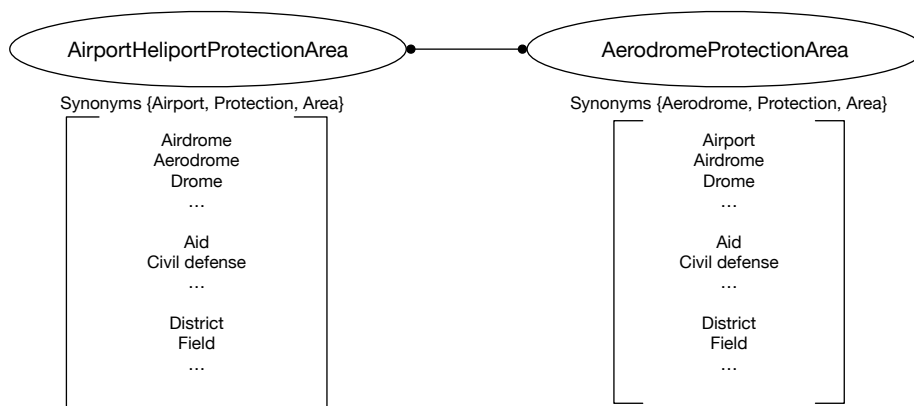 AirportHeliportProtectionArea
Synonyms {Airport, Protection, Area}
Airdrome
Aerodrome
Drome
...
Aid
Civil defense
...
District
Field
...
AerodromeProtectionArea
Synonyms {Aerodrome, Protection, Area}
Airport
Airdrome
Drome
...
Aid
Civil defense
...
District
Field
...